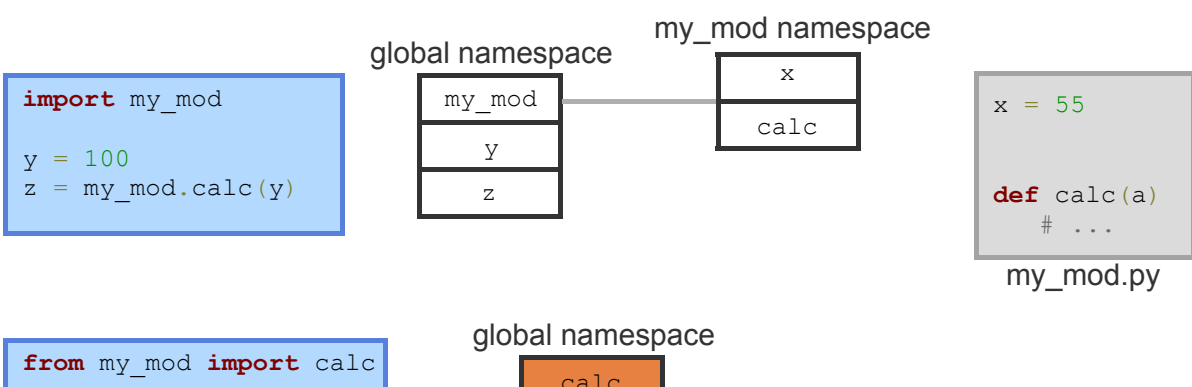 import my_mod
y = 100
z = my_mod.calc(y)
global namespace
my_mod
y
z
my_mod namespace
x
calc
x = 55
def calc(a)
# ...
my_mod.py
from my_mod import calc
global namespace
calc